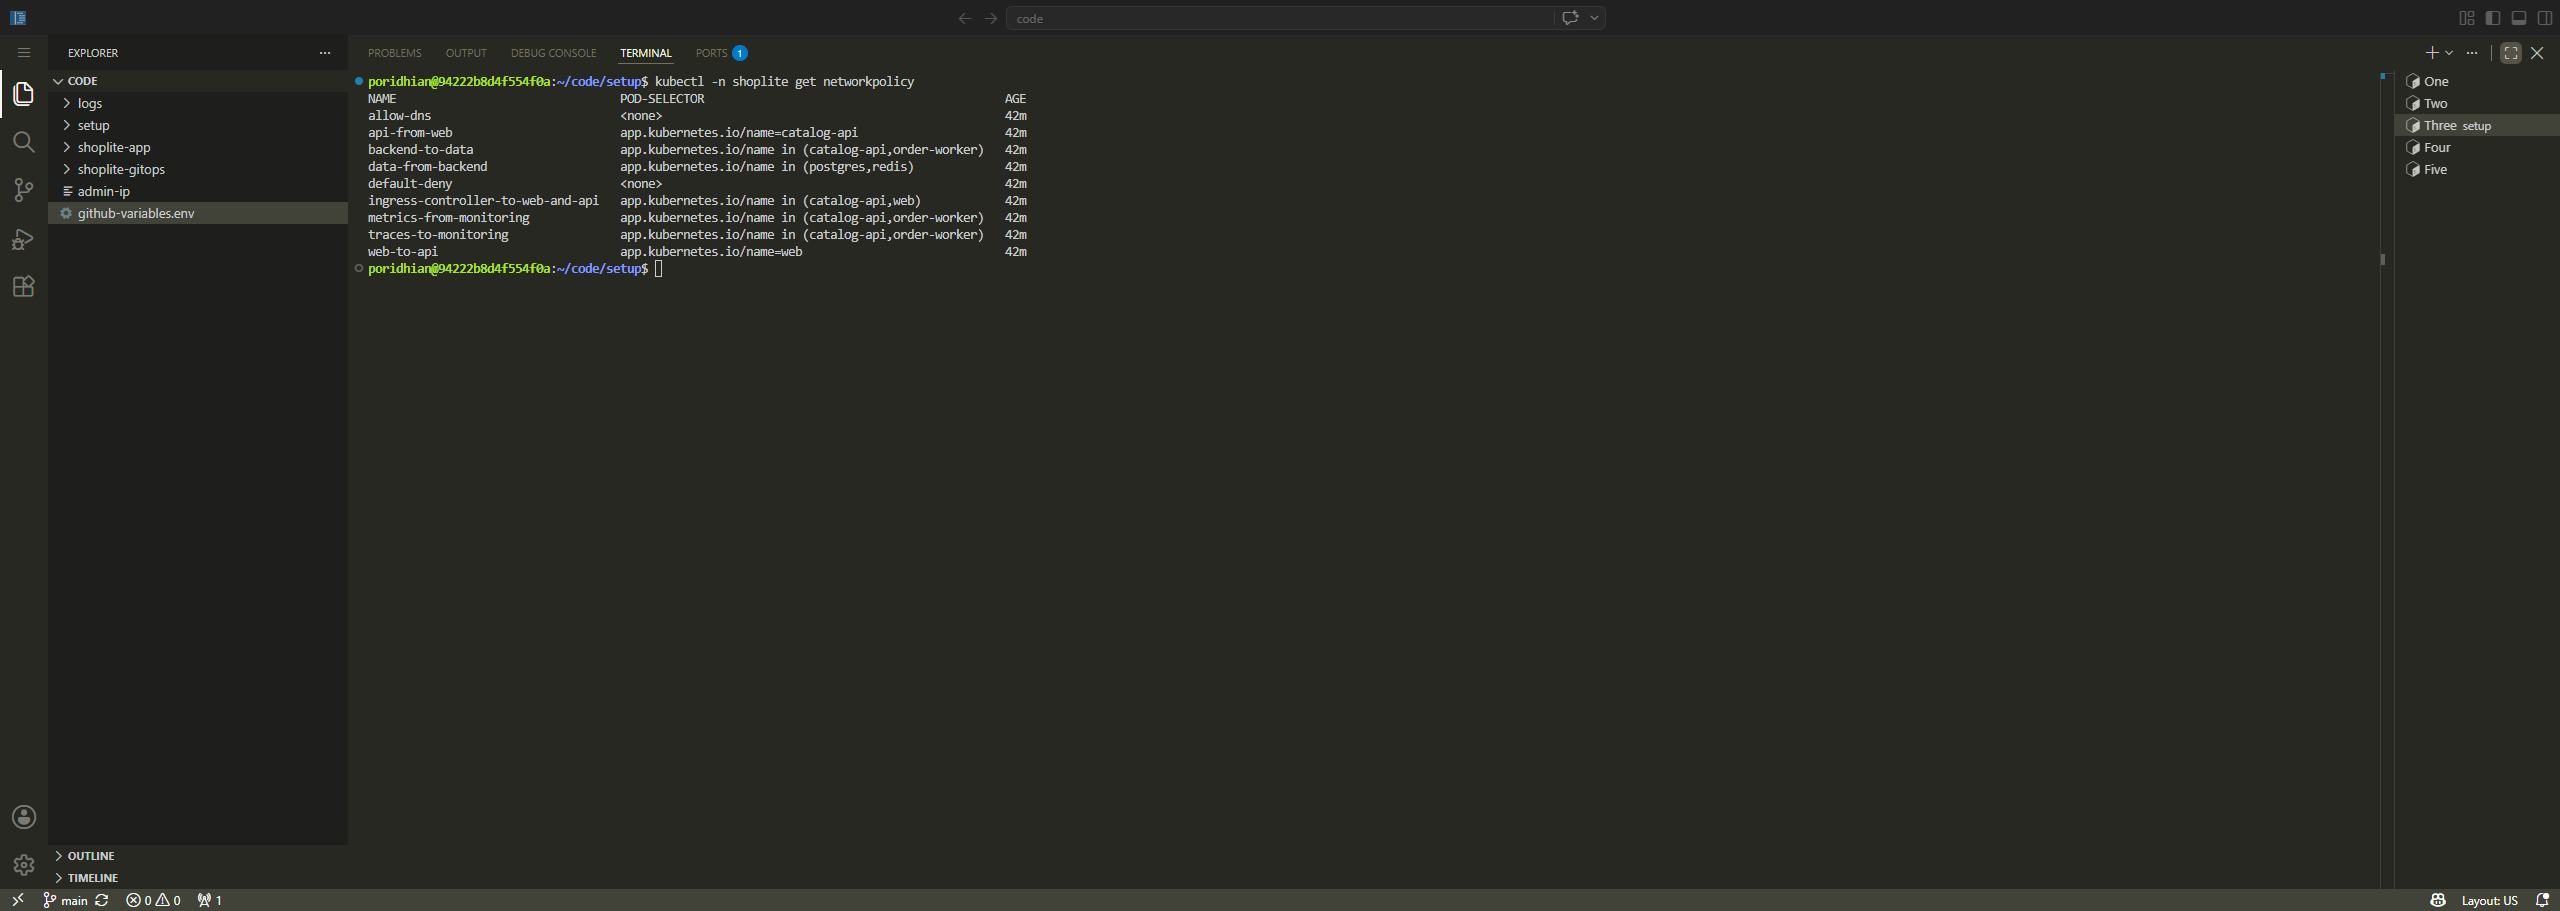 code
EXPLORER
CODE
logs
setup
shoplite-app
shoplite-gitops
admin-ip
github-variables.env
OUTLINE
TIMELINE
PROBLEMS OUTPUT DEBUG CONSOLE TERMINAL PORTS 1
poridhian@94222b8d4f554f0a:~/code/setup$ kubectl -n shoplite get networkpolicy
NAME POD-SELECTOR AGE
allow-dns <none> 42m
api-from-web app.kubernetes.io/name=catalog-api 42m
backend-to-data app.kubernetes.io/name in (catalog-api,order-worker) 42m
data-from-backend app.kubernetes.io/name in (postgres,redis) 42m
default-deny <none> 42m
ingress-controller-to-web-and-api app.kubernetes.io/name in (catalog-api,web) 42m
metrics-from-monitoring app.kubernetes.io/name in (catalog-api,order-worker) 42m
traces-to-monitoring app.kubernetes.io/name in (catalog-api,order-worker) 42m
web-to-api app.kubernetes.io/name=web 42m
poridhian@94222b8d4f554f0a:~/code/setup$
One
Two
Three setup
Four
Five
main 0 0 1 Layout: US